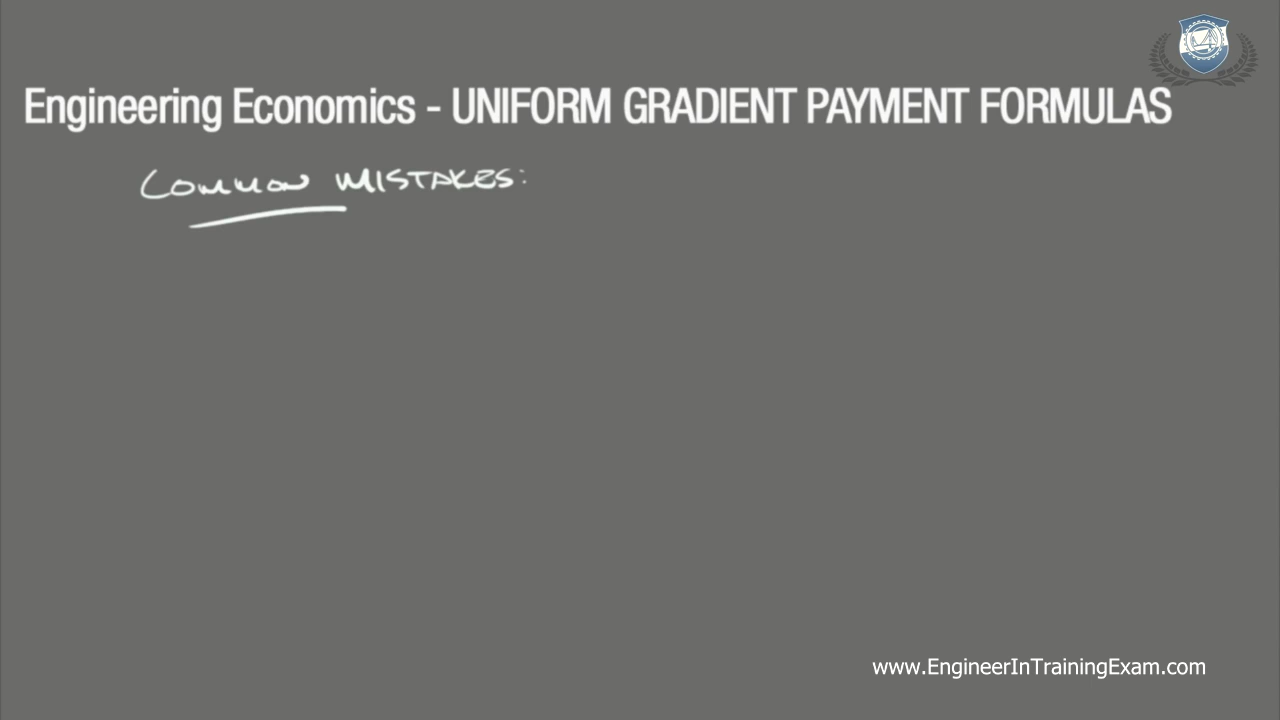 Engineering Economics - UNIFORM GRADIENT PAYMENT FORMULAS
COMMON MISTAKES:
www.EngineerInTrainingExam.com